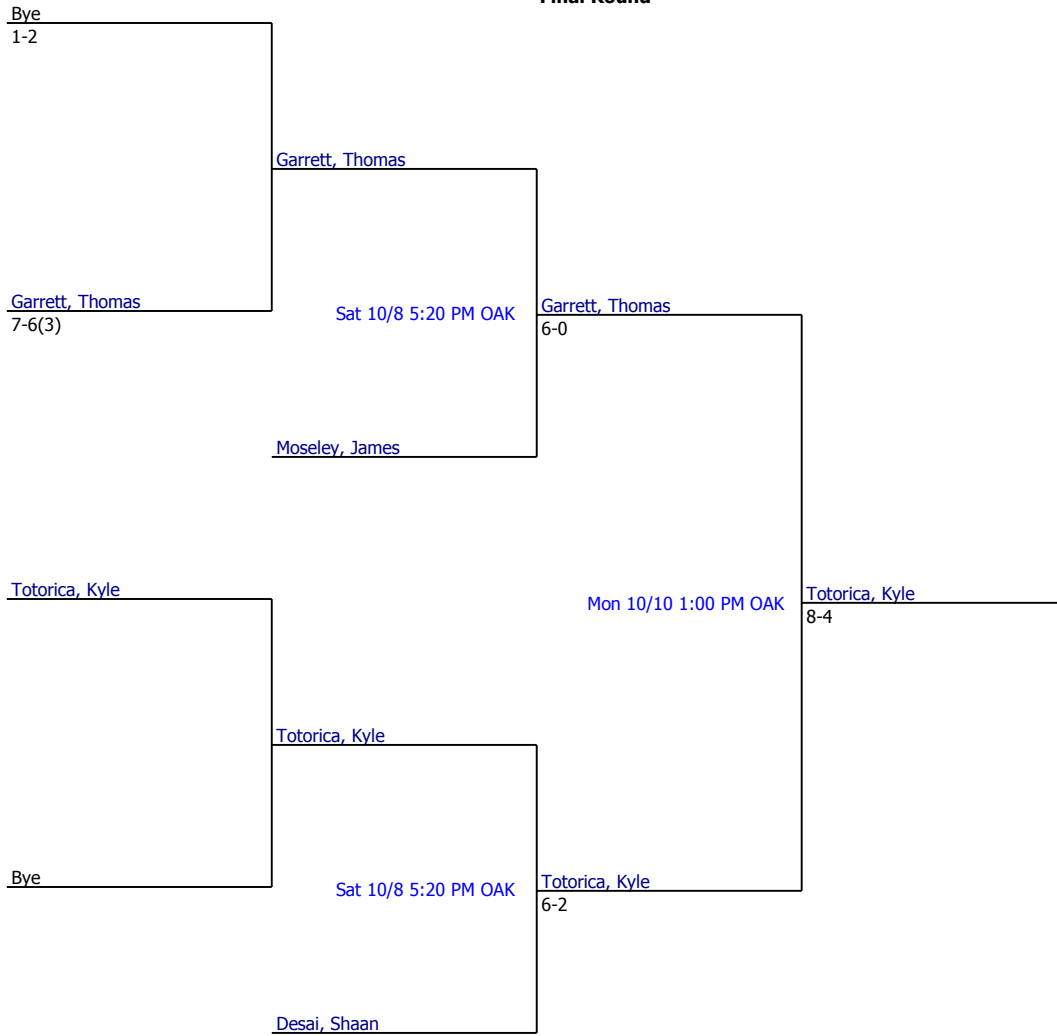 Final Round
Bye
1-2
Garrett, Thomas
Garrett, Thomas
7-6(3)
Sat 10/8 5:20 PM OAK
Garrett, Thomas
6-0
Moseley, James
Totorica, Kyle
Mon 10/10 1:00 PM OAK
Totorica, Kyle
8-4
Totorica, Kyle
Bye
Sat 10/8 5:20 PM OAK
Totorica, Kyle
6-2
Desai, Shaan